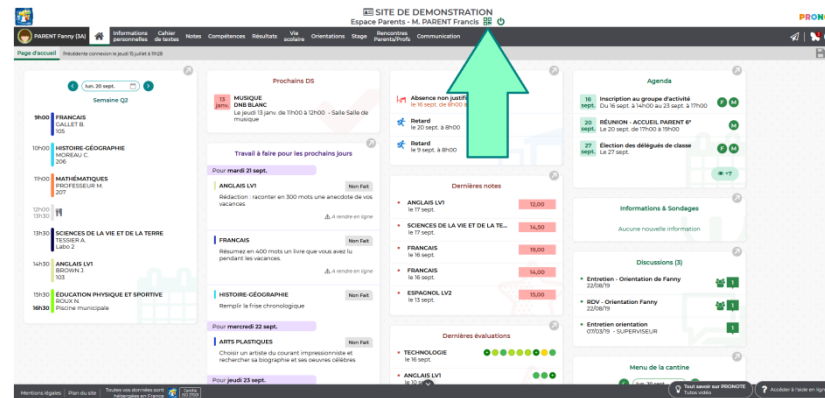 SITE DE DEMONSTRATION
Espace Parents - M. PARENT Francis
PRONO
PARENT Fanny (3A)
Informations personnelles
Cahier de textes
Notes
Compétences
Résultats
Vie scolaire
Orientations
Stage
Rencontres Parents/Profs
Communication
Page d'accueil
Précédente connexion le jeudi 15 juillet à 11h28
lun. 20 sept.
Semaine Q2
9h00 FRANCAIS
GALLET B.
105
10h00 HISTOIRE-GÉOGRAPHIE
MOREAU C.
206
11h00 MATHÉMATIQUES
PROFESSEUR M.
207
12h00
13h30
13h30 SCIENCES DE LA VIE ET DE LA TERRE
TESSIER A.
Labo 2
14h30 ANGLAIS LV1
BROWN J.
103
15h30 ÉDUCATION PHYSIQUE ET SPORTIVE
ROUX N.
16h30 Piscine municipale
Prochains DS
13 janv. MUSIQUE
DNB BLANC
Le jeudi 13 janv. de 11h00 à 12h00 - Salle Salle de
musique
Travail à faire pour les prochains jours
Pour mardi 21 sept.
ANGLAIS LV1 Non Fait
Rédaction : raconter en 300 mots une anecdote de vos
vacances
A rendre en ligne
FRANCAIS Non Fait
Résumez en 400 mots un livre que vous avez lu
pendant les vacances.
A rendre en ligne
HISTOIRE-GÉOGRAPHIE Non Fait
Remplir la frise chronologique
Pour mercredi 22 sept.
ARTS PLASTIQUES Non Fait
Choisir un artiste du courant impressionniste et
rechercher sa biographie et ses oeuvres célèbres
Pour jeudi 23 sept.
Absence non justifi
le 16 sept. de 8h00 à
Retard
le 20 sept. à 8h00
Retard
le 9 sept. à 8h00
Dernières notes
ANGLAIS LV1 12,00
le 17 sept.
SCIENCES DE LA VIE ET DE LA TE... 14,50
le 17 sept.
FRANCAIS
le 16 sept.
FRANCAIS 14,00
le 16 sept.
ESPAGNOL LV2 15,00
le 13 sept.
Dernières évaluations
TECHNOLOGIE
le 16 sept.
ANGLAIS LV1
Agenda
16 sept. Inscription au groupe d'activité F M
Du 16 sept. à 14h00 au 23 sept. à 17h00
20 sept. RÉUNION - ACCUEIL PARENT 6° M
Le 20 sept. de 17h00 à 19h00
27 sept. Élection des délégués de classe F M
Le 27 sept.
+7
Informations & Sondages
Aucune nouvelle information
Discussions (3)
Entretien - Orientation de Fanny 1
22/08/19
RDV - Orientation Fanny 1
22/08/19
Entretien orientation 1
07/03/19 - SUPERVISEUR
Menu de la cantine
Mentions légales
Plan du site
Toutes vos données sont
hébergées en France
Tout savoir sur PRONOTE
Tutos vidéo
Accéder à l'aide en lign